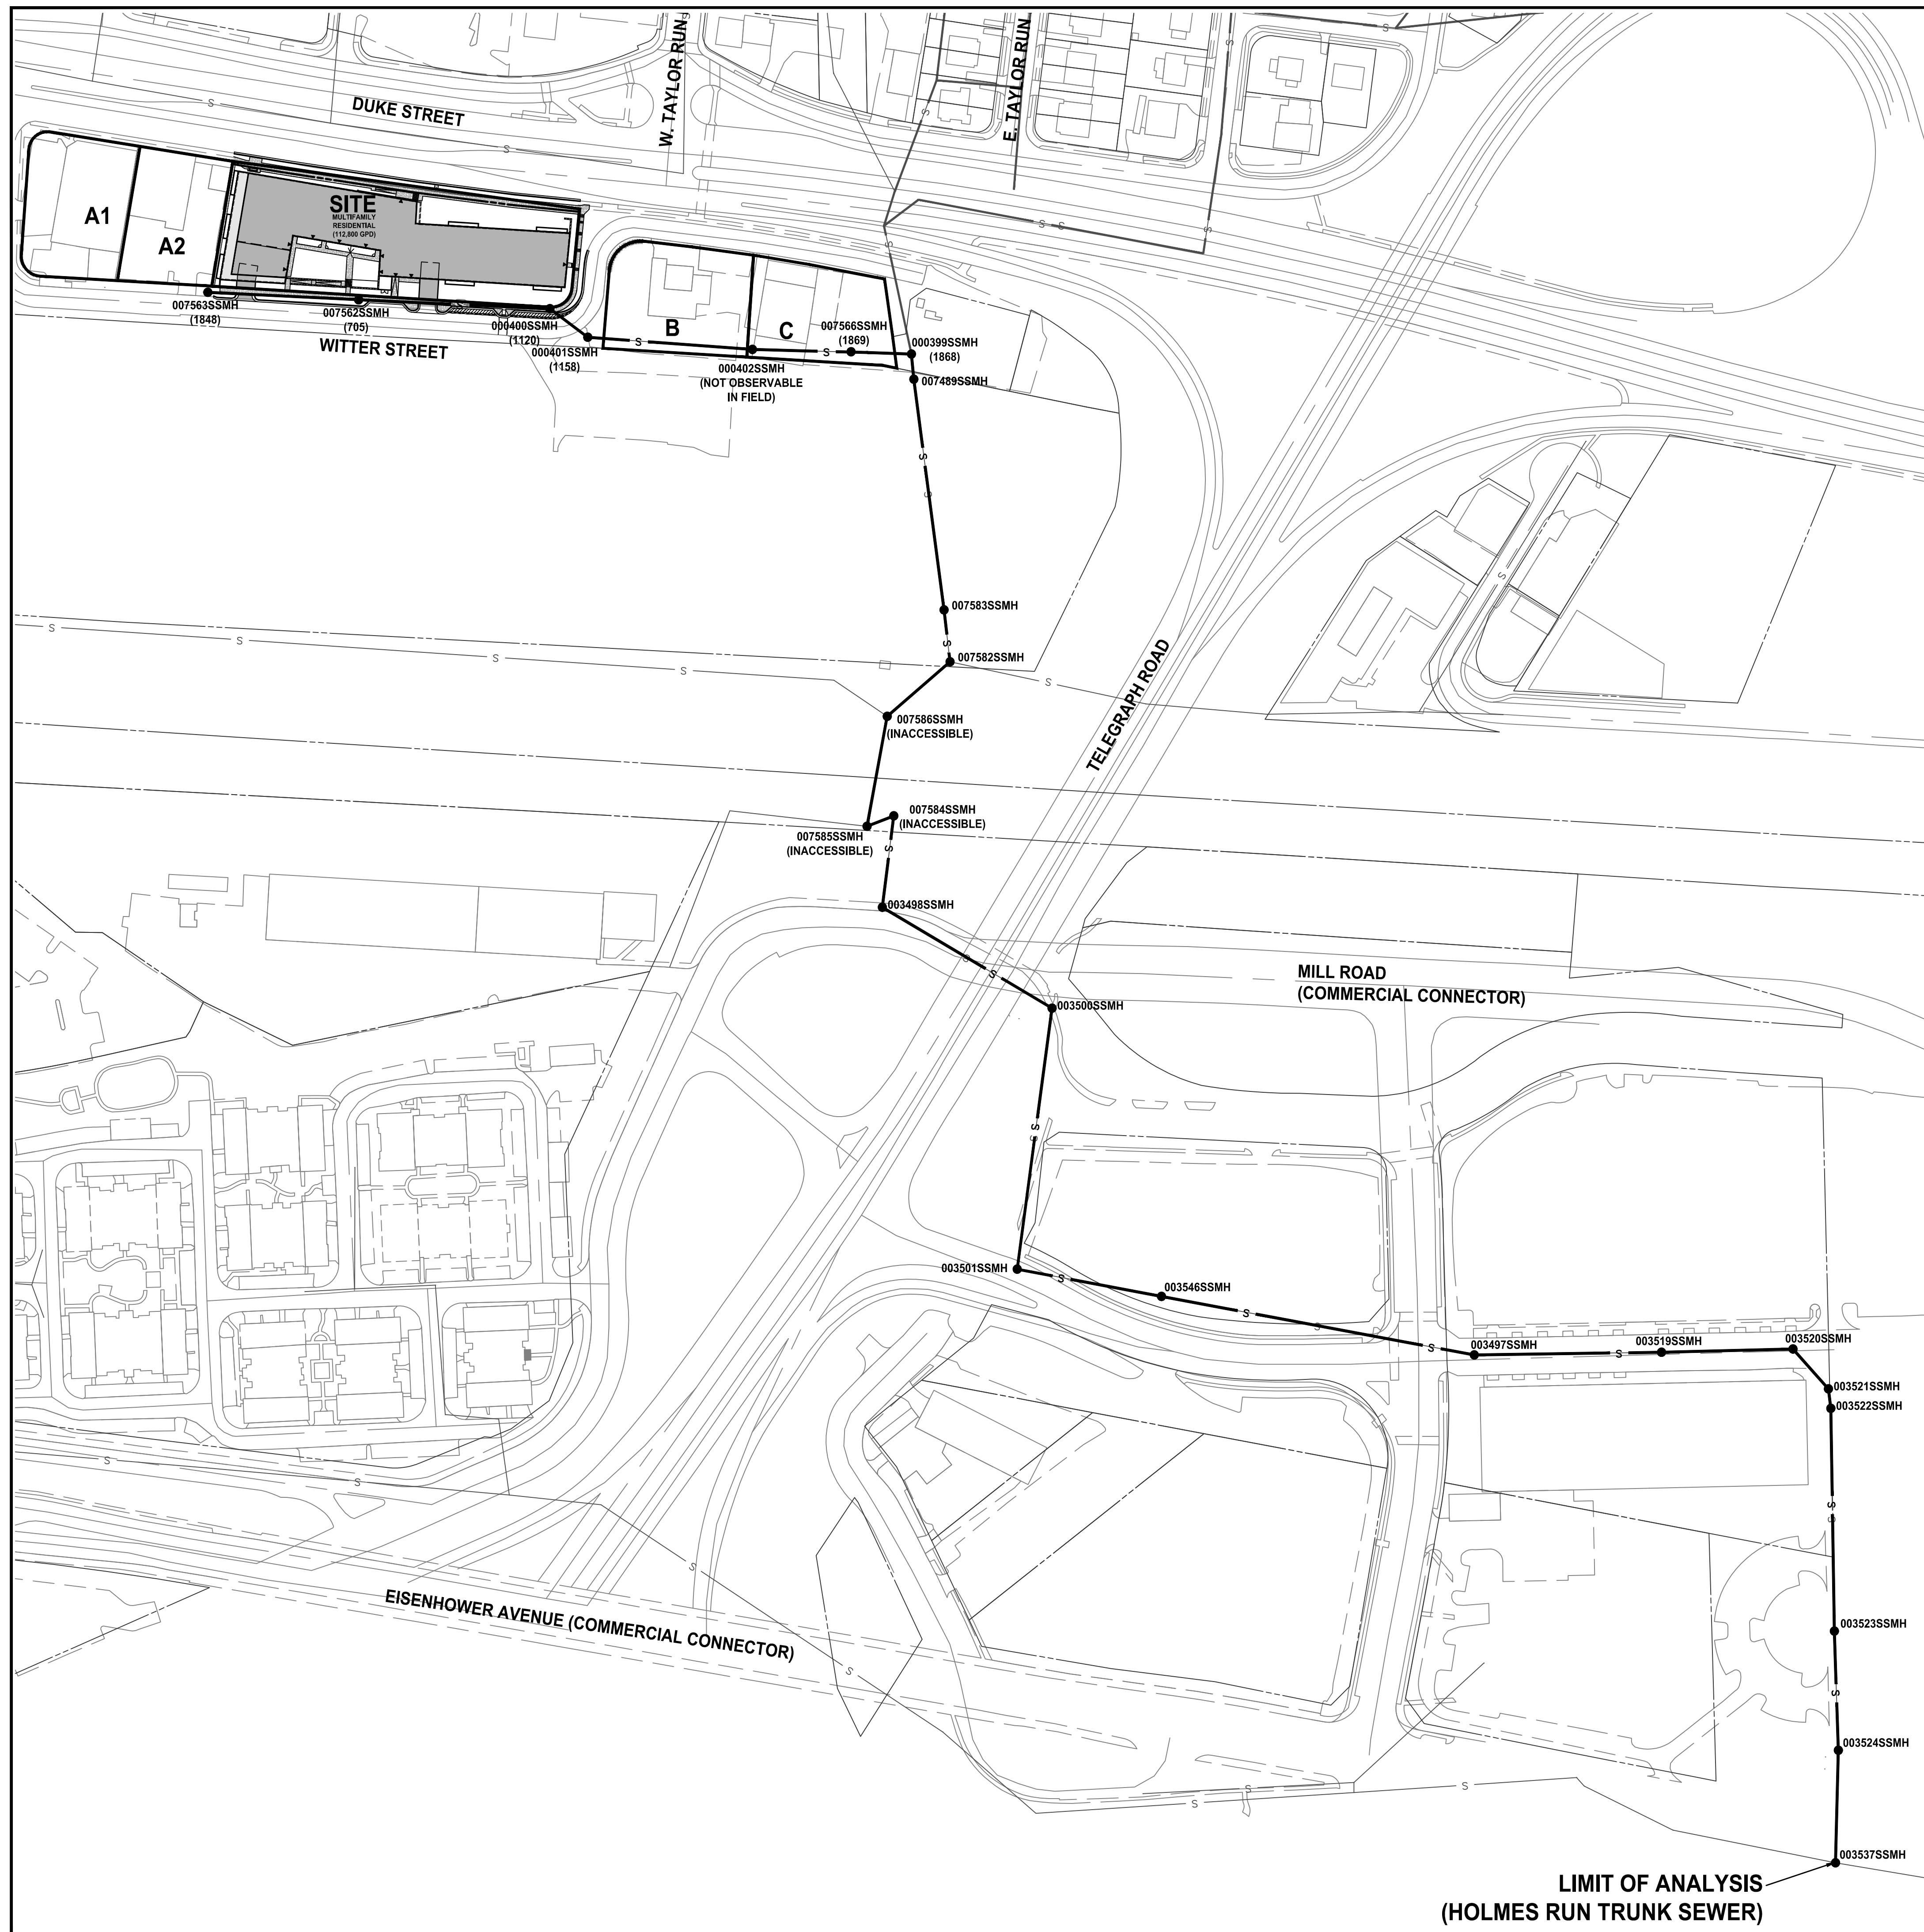 W. TAYLOR RUN
E. TAYLOR RUN
DUKE STREET
A1
A2
SITE
MULTIFAMILY
RESIDENTIAL
(112,800 GPD)
007563SSMH
(1848)
007562SSMH
(705)
WITTER STREET
000400SSMH
(1120)
000401SSMH
(1158)
B
C
000402SSMH
(NOT OBSERVABLE
IN FIELD)
007566SSMH
(1869)
000399SSMH
(1868)
007489SSMH
007583SSMH
007582SSMH
TELEGRAPH ROAD
007586SSMH
(INACCESSIBLE)
007584SSMH
(INACCESSIBLE)
007585SSMH
(INACCESSIBLE)
003498SSMH
MILL ROAD
(COMMERCIAL CONNECTOR)
003500SSMH
003501SSMH
003546SSMH
003497SSMH
003519SSMH
003520SSMH
003521SSMH
003522SSMH
EISENHOWER AVENUE (COMMERCIAL CONNECTOR)
003523SSMH
003524SSMH
003537SSMH
LIMIT OF ANALYSIS
(HOLMES RUN TRUNK SEWER)